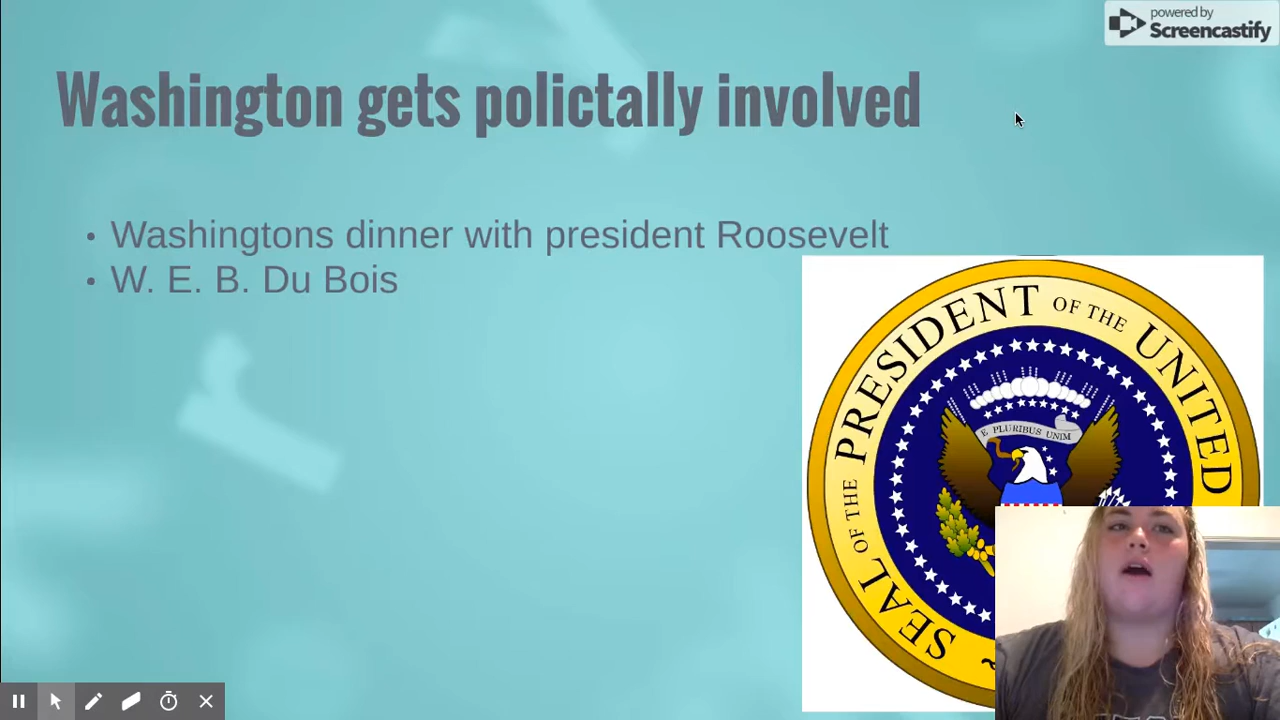 powered by
Screencastify
Washington gets polictally involved
• Washingtons dinner with president Roosevelt
• W. E. B. Du Bois
SEAL OF THE PRESIDENT OF THE UNITED
E PLURIBUS UNIM